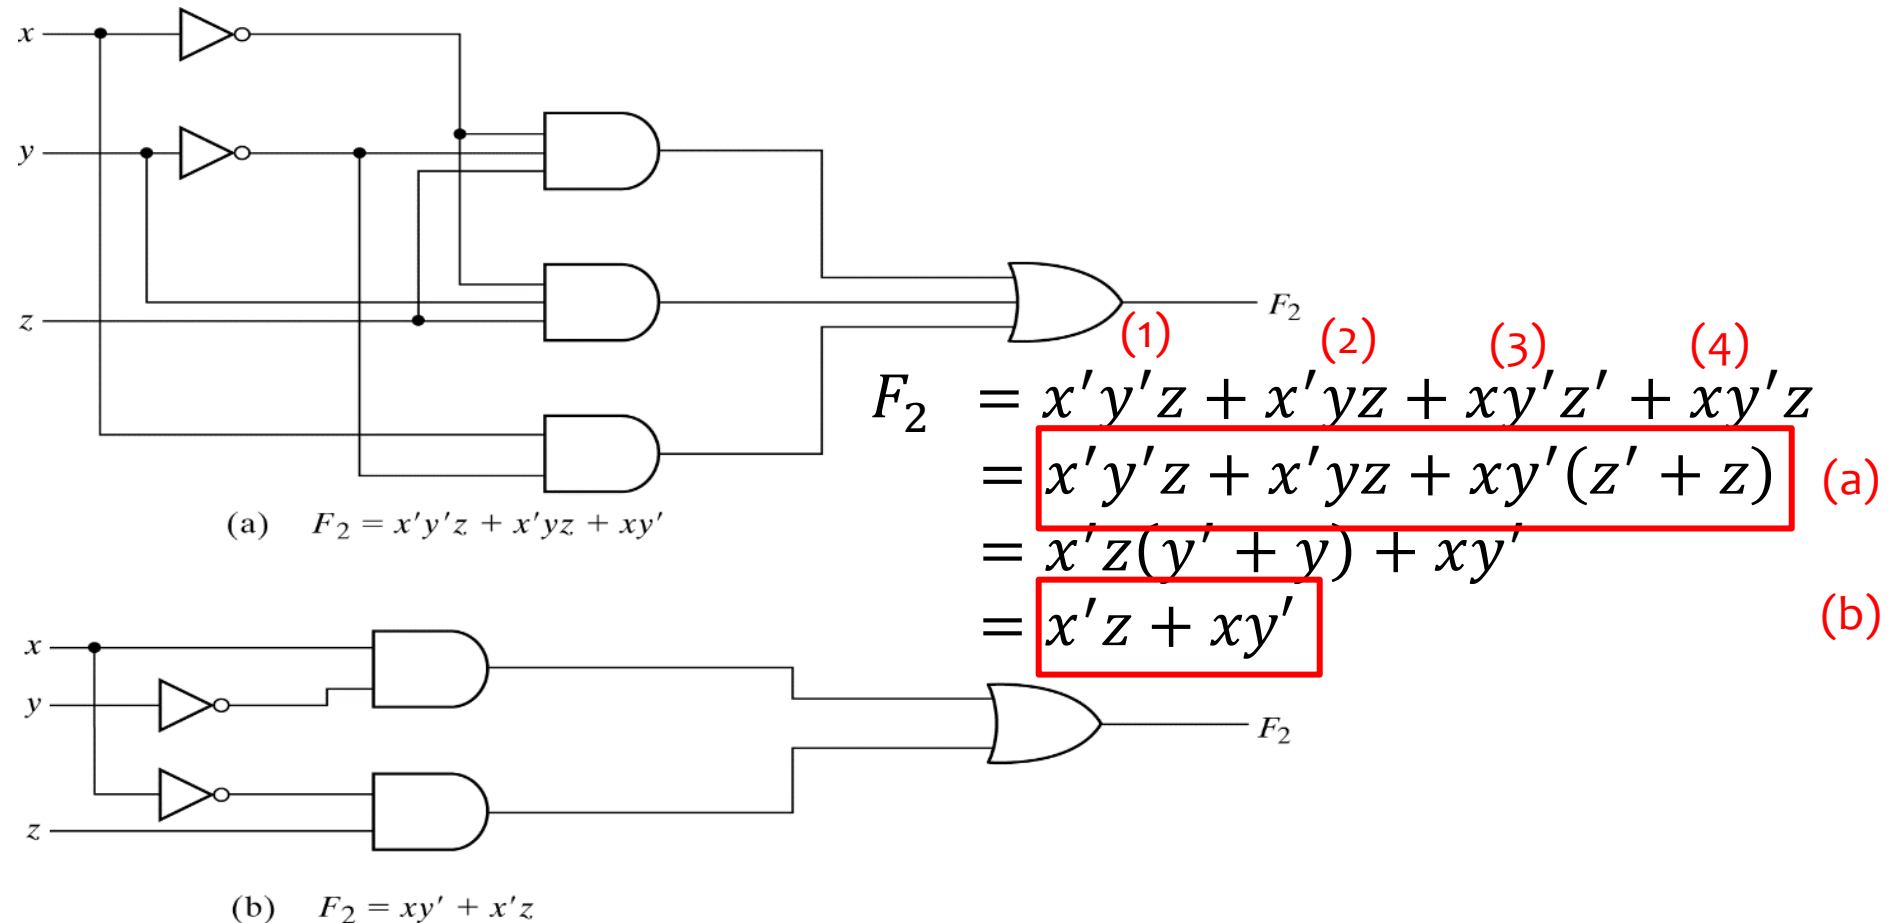 x
y
z
F₂
(a) F₂ = x′y′z + x′yz + xy′
(1) (2) (3) (4)
F₂ = x′y′z + x′yz + xy′z′ + xy′z
= x′y′z + x′yz + xy′(z′ + z) (a)
= x′z(y′ + y) + xy′
= x′z + xy′ (b)
x
y
z
F₂
(b) F₂ = xy′ + x′z